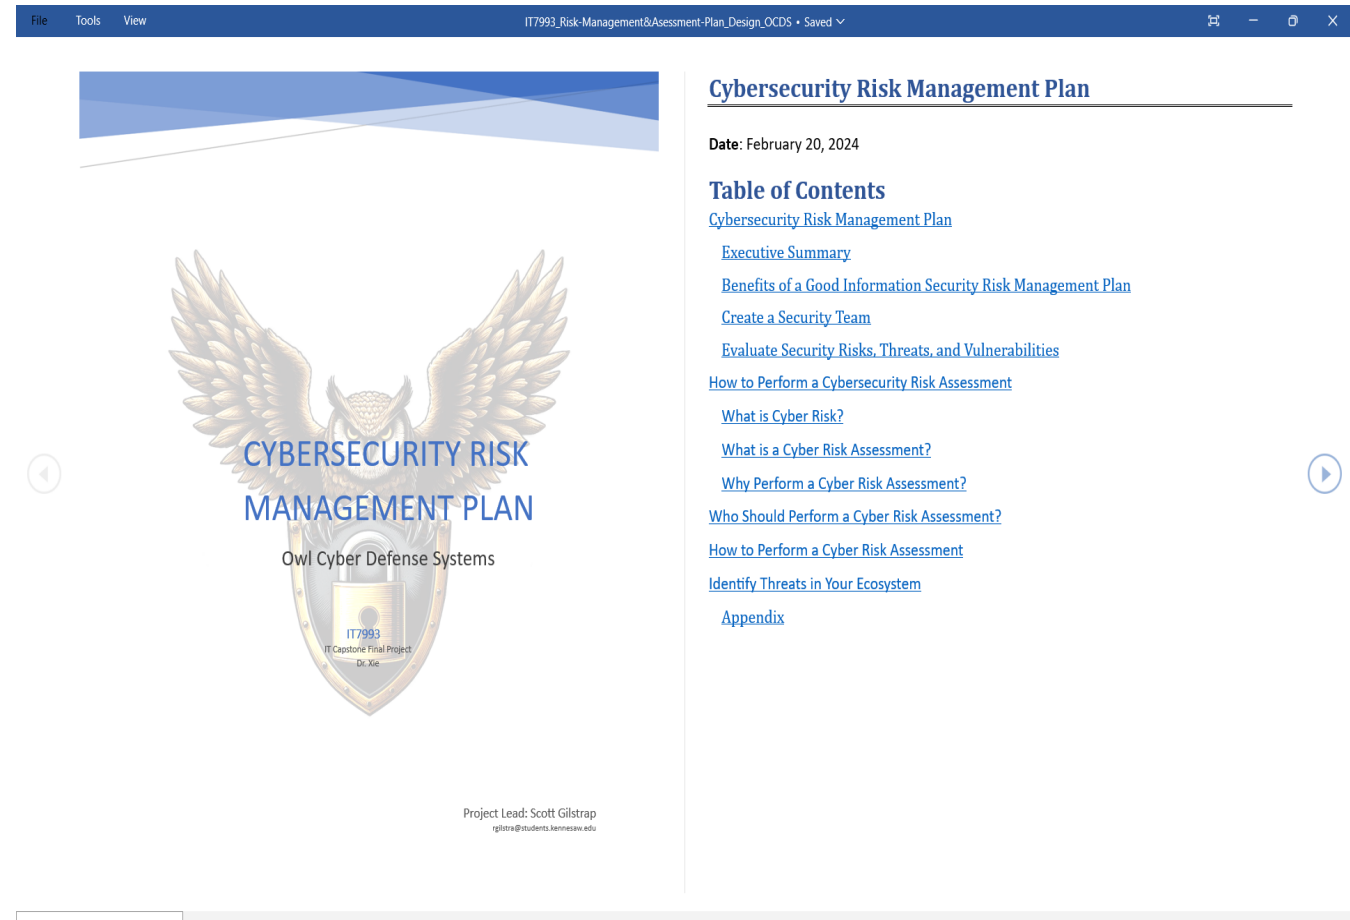 File Tools View IT7993_Risk-Management&Asessment-Plan_Design_OCDS • Saved
CYBERSECURITY RISK
MANAGEMENT PLAN
Owl Cyber Defense Systems
IT7993
IT Capstone Final Project
Dr. Xie
Project Lead: Scott Gilstrap
rgilstra@students.kennesaw.edu
Cybersecurity Risk Management Plan
Date: February 20, 2024
Table of Contents
Cybersecurity Risk Management Plan
Executive Summary
Benefits of a Good Information Security Risk Management Plan
Create a Security Team
Evaluate Security Risks, Threats, and Vulnerabilities
How to Perform a Cybersecurity Risk Assessment
What is Cyber Risk?
What is a Cyber Risk Assessment?
Why Perform a Cyber Risk Assessment?
Who Should Perform a Cyber Risk Assessment?
How to Perform a Cyber Risk Assessment
Identify Threats in Your Ecosystem
Appendix